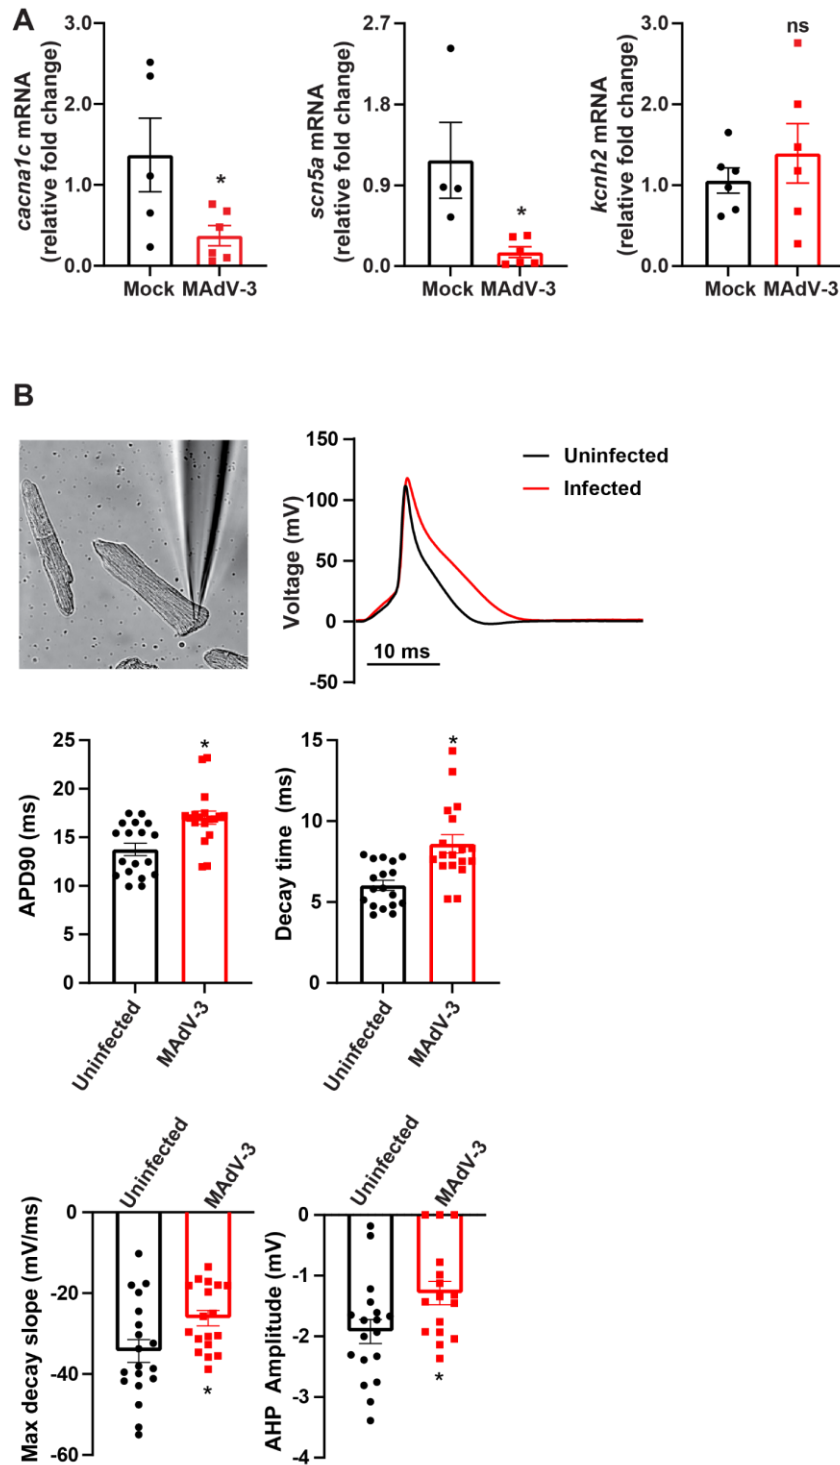 A
cacna1c mRNA
(relative fold change)
3.0
2.0
1.0
0.0
*
Mock MAdV-3
scn5a mRNA
(relative fold change)
2.7
1.8
0.9
0.0
*
Mock MAdV-3
kcnh2 mRNA
(relative fold change)
3.0
2.0
1.0
0.0
ns
Mock MAdV-3
B
Voltage (mV)
150
100
50
0
-50
Uninfected
Infected
10 ms
APD90 (ms)
25
20
15
10
5
0
*
Uninfected
MAdV-3
Decay time (ms)
15
10
5
0
*
Uninfected
MAdV-3
Max decay slope (mV/ms)
Uninfected
MAdV-3
0
-20
-40
-60
*
AHP Amplitude (mV)
Uninfected
MAdV-3
0
-1
-2
-3
-4
*